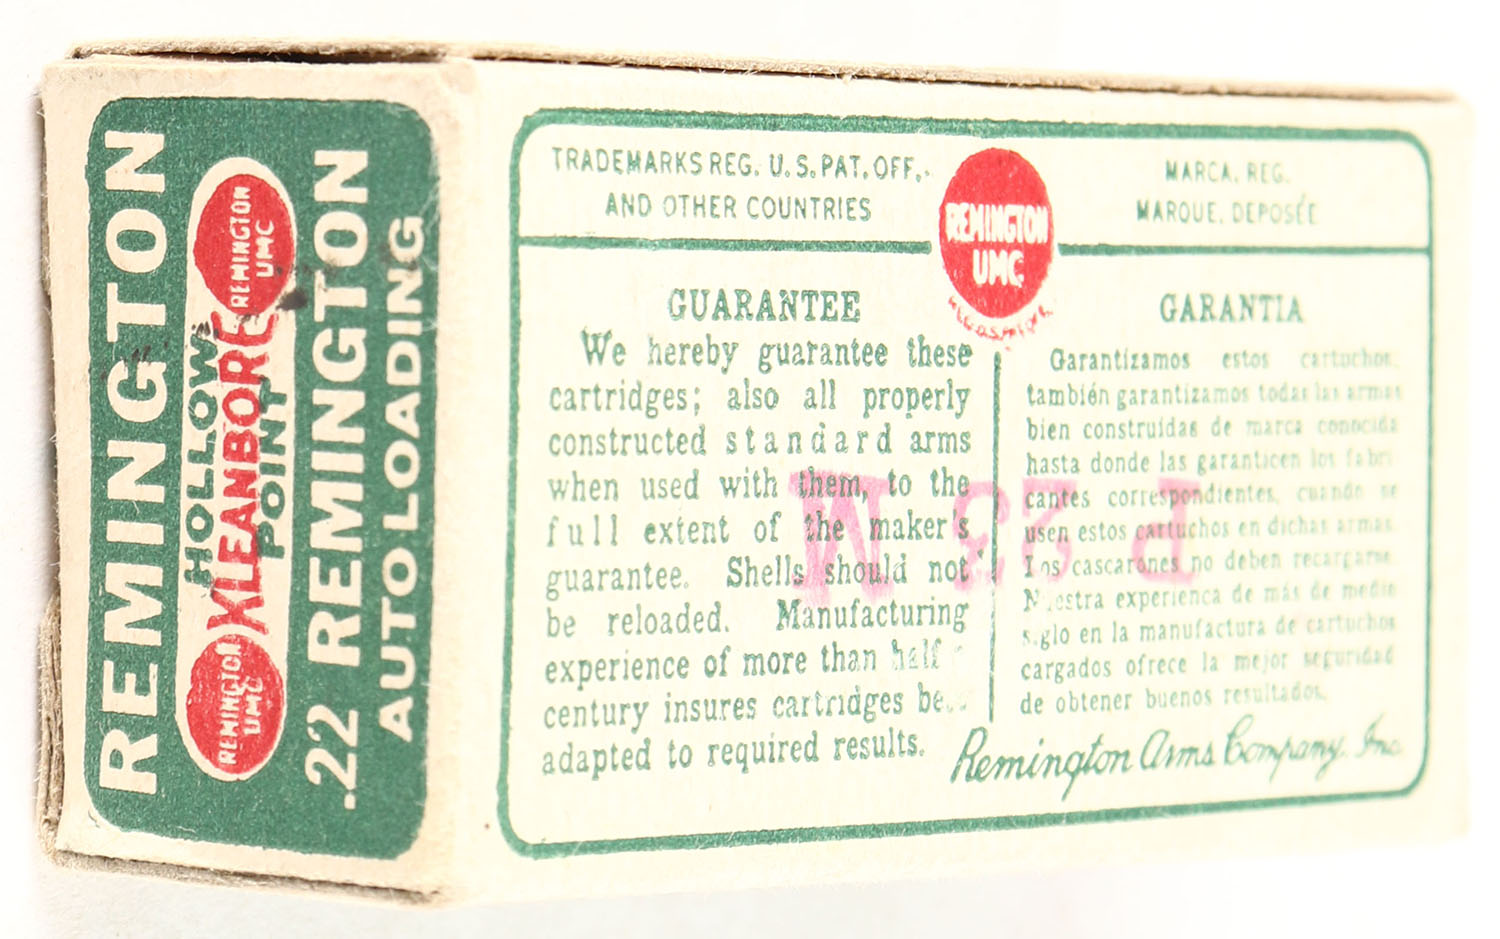 REMINGTON
HOLLOW
KLEANBORE
POINT
REMINGTON
UMC
REMINGTON
UMC
.22 REMINGTON
AUTOLOADING
TRADEMARKS REG. U.S. PAT. OFF.,
AND OTHER COUNTRIES
REMINGTON
UMC
MARCA. REG.
MARQUE. DEPOSÉE
GUARANTEE
We hereby guarantee these
cartridges; also all properly
constructed standard arms
when used with them, to the
full extent of the maker's
guarantee. Shells should not
be reloaded. Manufacturing
experience of more than half
century insures cartridges
adapted to required results.
GARANTIA
Garantizamos estos cartuchos
también garantizamos todas las armas
bien construidas de marca conocida
hasta donde las garanticen los fabri-
cantes correspondientes, cuando se
usen estos cartuchos en dichas armas.
Los cascarones no deben recargarse.
Nuestra experienca de más de medio
siglo en la manufactura de cartuchos
cargados ofrece la mejor seguridad
de obtener buenos resultados.
Remington Arms Company, Inc.
P 23 M